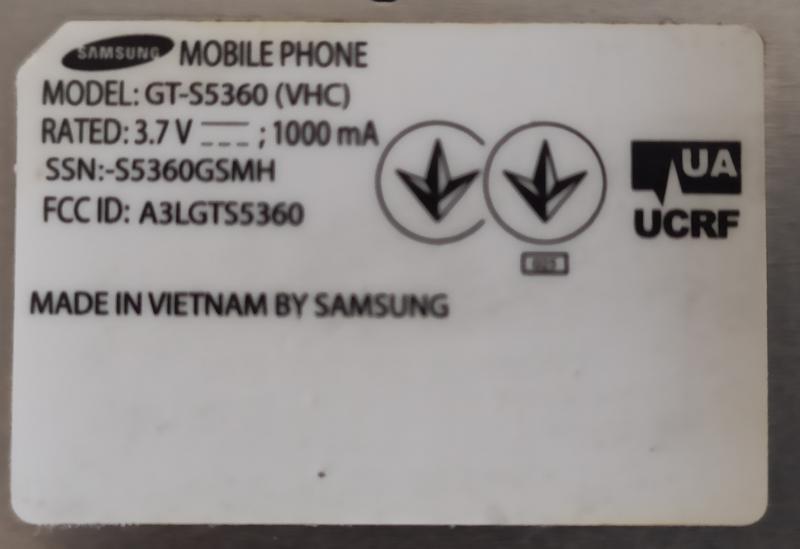 SAMSUNG MOBILE PHONE
MODEL: GT-S5360 (VHC)
RATED: 3.7 V ⎓ ; 1000 mA
SSN:-S5360GSMH
FCC ID: A3LGTS5360
UA
UCRF
MADE IN VIETNAM BY SAMSUNG